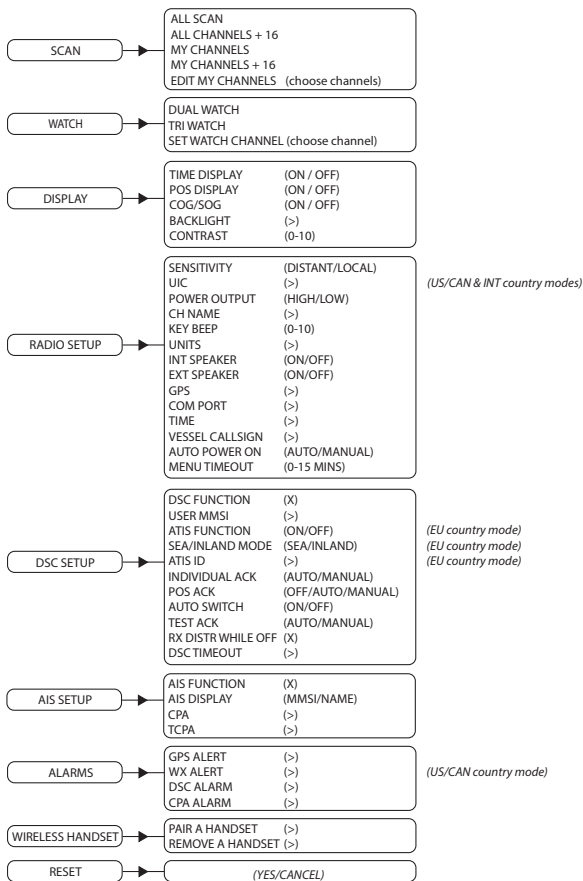 SCAN
ALL SCAN
ALL CHANNELS + 16
MY CHANNELS
MY CHANNELS + 16
EDIT MY CHANNELS (choose channels)
WATCH
DUAL WATCH
TRI WATCH
SET WATCH CHANNEL (choose channel)
DISPLAY
TIME DISPLAY (ON / OFF)
POS DISPLAY (ON / OFF)
COG/SOG (ON / OFF)
BACKLIGHT (>)
CONTRAST (0-10)
RADIO SETUP
SENSITIVITY (DISTANT/LOCAL)
UIC (>) (US/CAN & INT country modes)
POWER OUTPUT (HIGH/LOW)
CH NAME (>)
KEY BEEP (0-10)
UNITS (>)
INT SPEAKER (ON/OFF)
EXT SPEAKER (ON/OFF)
GPS (>)
COM PORT (>)
TIME (>)
VESSEL CALLSIGN (>)
AUTO POWER ON (AUTO/MANUAL)
MENU TIMEOUT (0-15 MINS)
DSC SETUP
DSC FUNCTION (X)
USER MMSI (>)
ATIS FUNCTION (ON/OFF) (EU country mode)
SEA/INLAND MODE (SEA/INLAND) (EU country mode)
ATIS ID (>) (EU country mode)
INDIVIDUAL ACK (AUTO/MANUAL)
POS ACK (OFF/AUTO/MANUAL)
AUTO SWITCH (ON/OFF)
TEST ACK (AUTO/MANUAL)
RX DISTR WHILE OFF (X)
DSC TIMEOUT (>)
AIS SETUP
AIS FUNCTION (X)
AIS DISPLAY (MMSI/NAME)
CPA (>)
TCPA (>)
ALARMS
GPS ALERT (>)
WX ALERT (>) (US/CAN country mode)
DSC ALARM (>)
CPA ALARM (>)
WIRELESS HANDSET
PAIR A HANDSET (>)
REMOVE A HANDSET (>)
RESET
(YES/CANCEL)